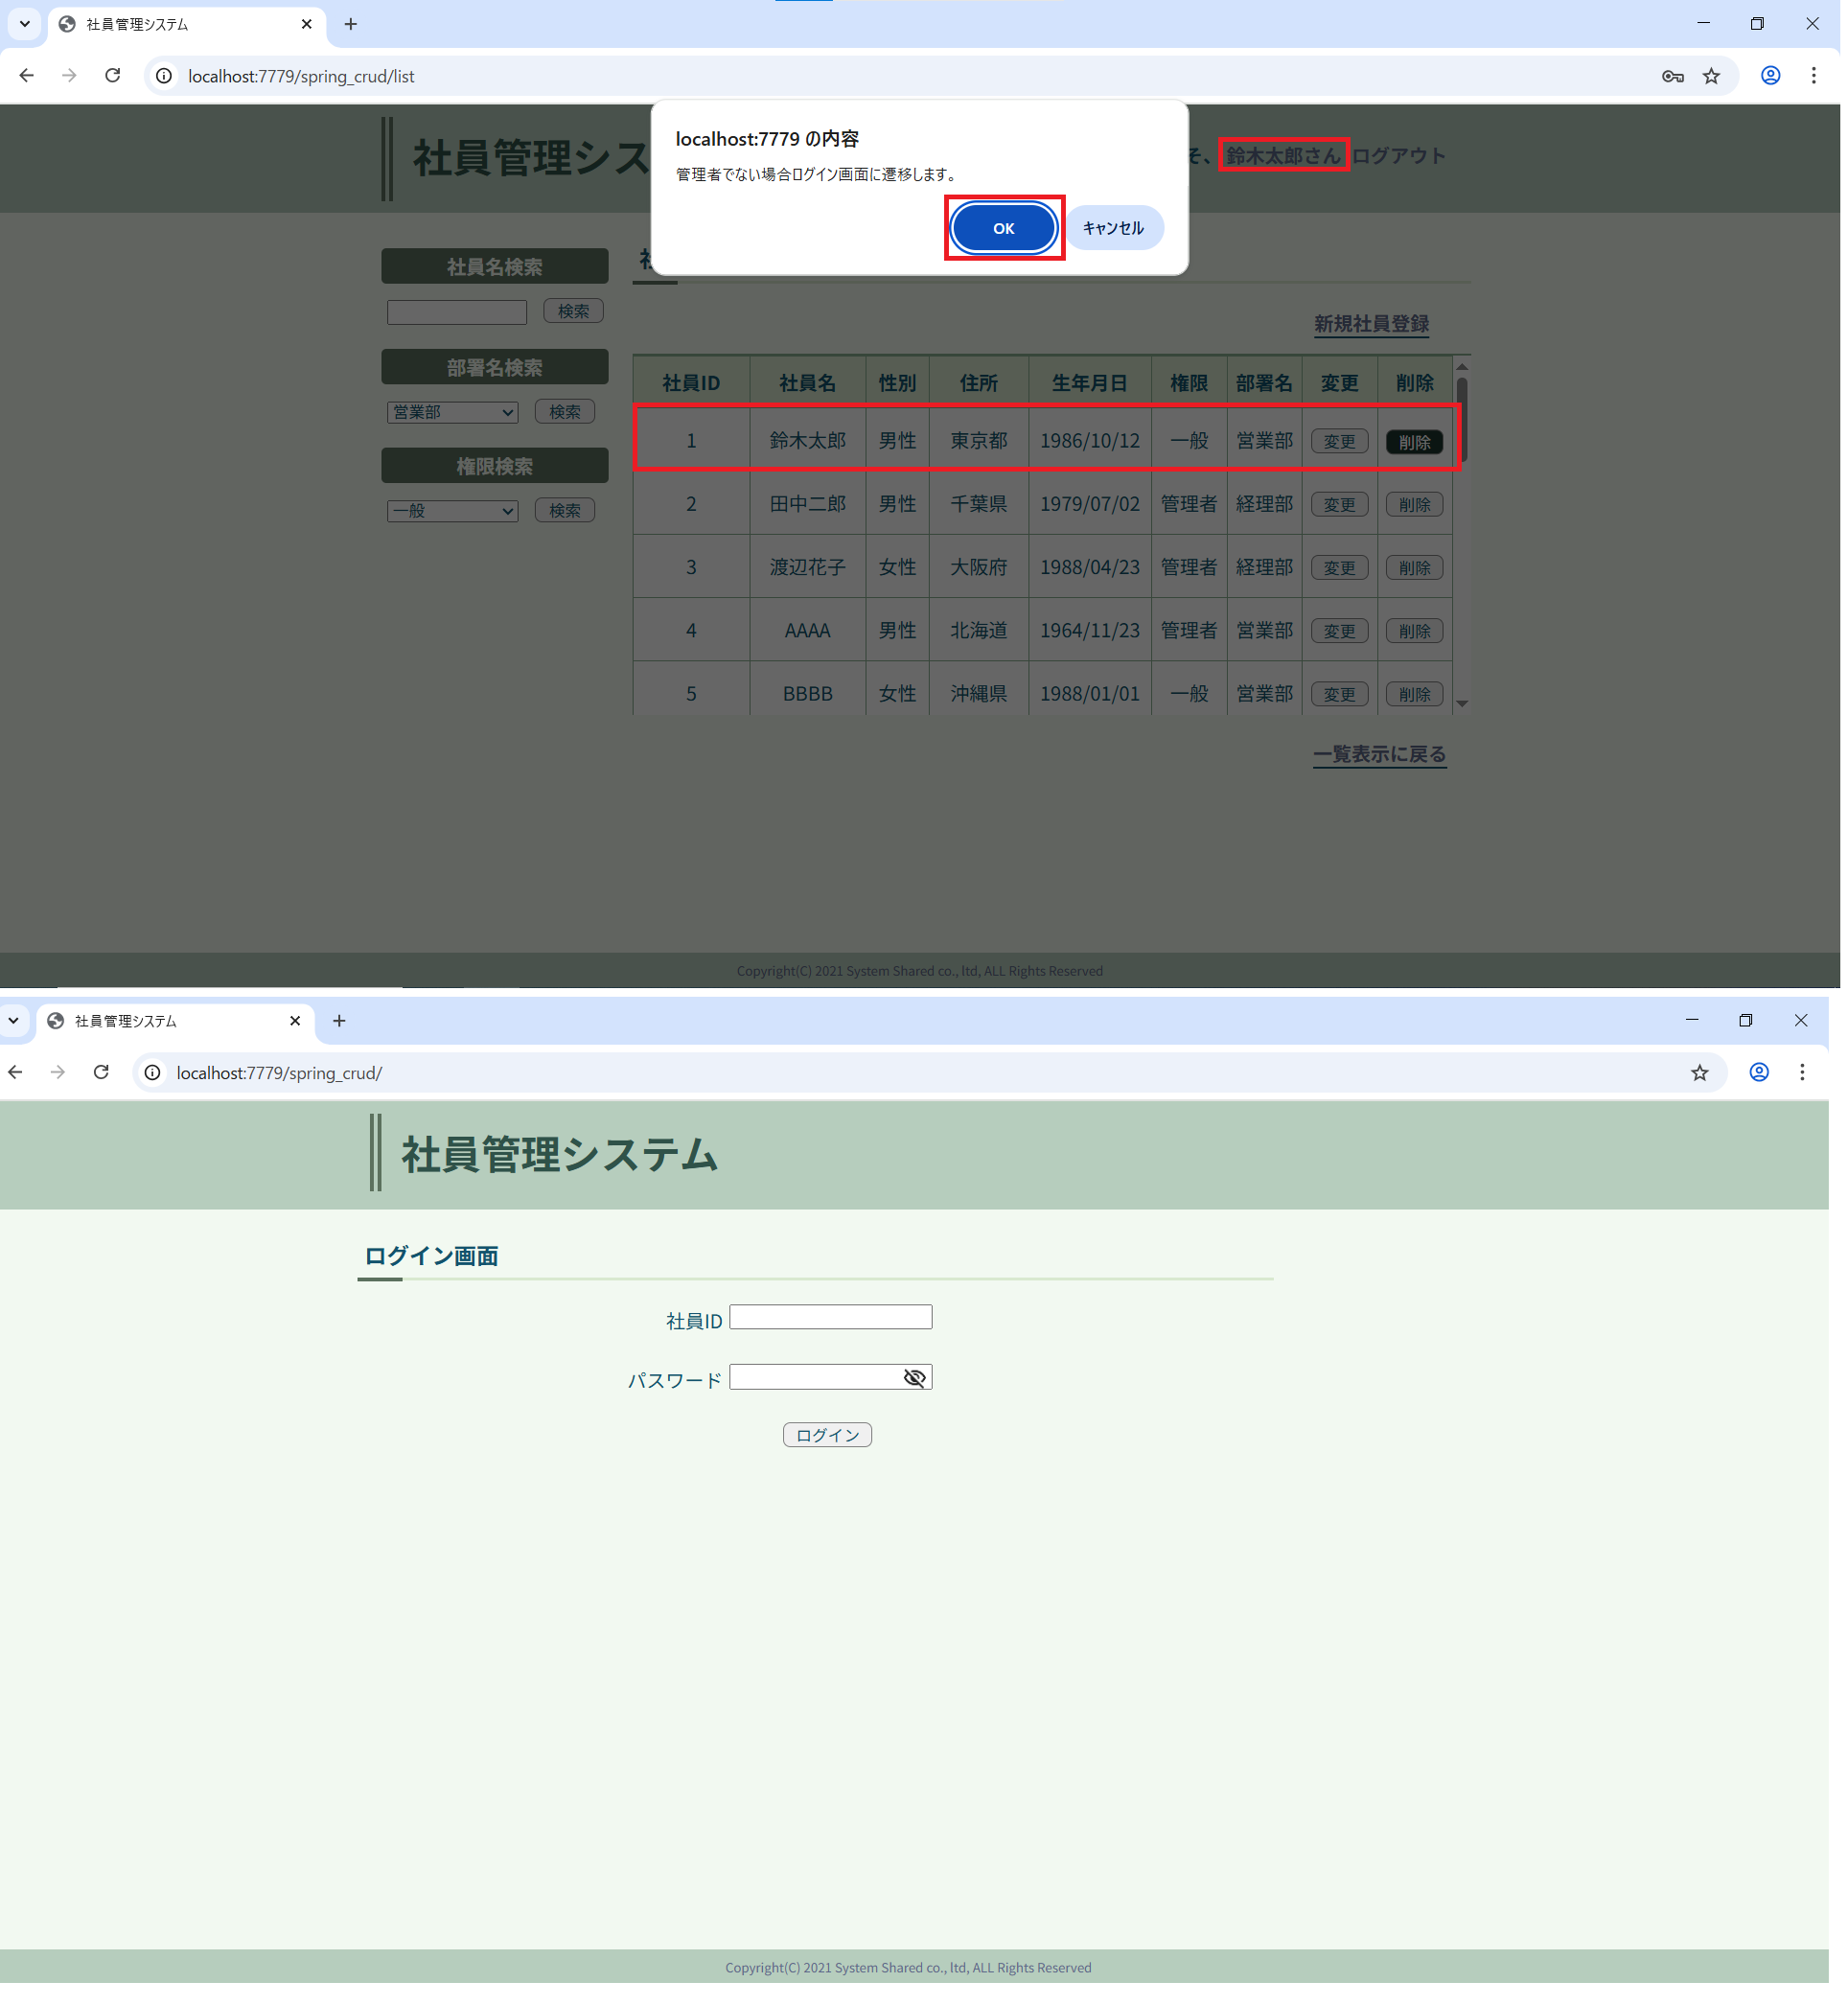 社員管理システム
localhost:7779/spring_crud/list
社員管理シス
そ、 鈴木太郎さん ログアウト
localhost:7779 の内容
管理者でない場合ログイン画面に遷移します。
OK キャンセル
社員名検索
検索
部署名検索
営業部 検索
権限検索
一般 検索
新規社員登録
社員ID 社員名 性別 住所 生年月日 権限 部署名 変更 削除
1 鈴木太郎 男性 東京都 1986/10/12 一般 営業部 変更 削除
2 田中二郎 男性 千葉県 1979/07/02 管理者 経理部 変更 削除
3 渡辺花子 女性 大阪府 1988/04/23 管理者 経理部 変更 削除
4 AAAA 男性 北海道 1964/11/23 管理者 営業部 変更 削除
5 BBBB 女性 沖縄県 1988/01/01 一般 営業部 変更 削除
一覧表示に戻る
Copyright(C) 2021 System Shared co., ltd, ALL Rights Reserved
社員管理システム
localhost:7779/spring_crud/
社員管理システム
ログイン画面
社員ID
パスワード
ログイン
Copyright(C) 2021 System Shared co., ltd, ALL Rights Reserved